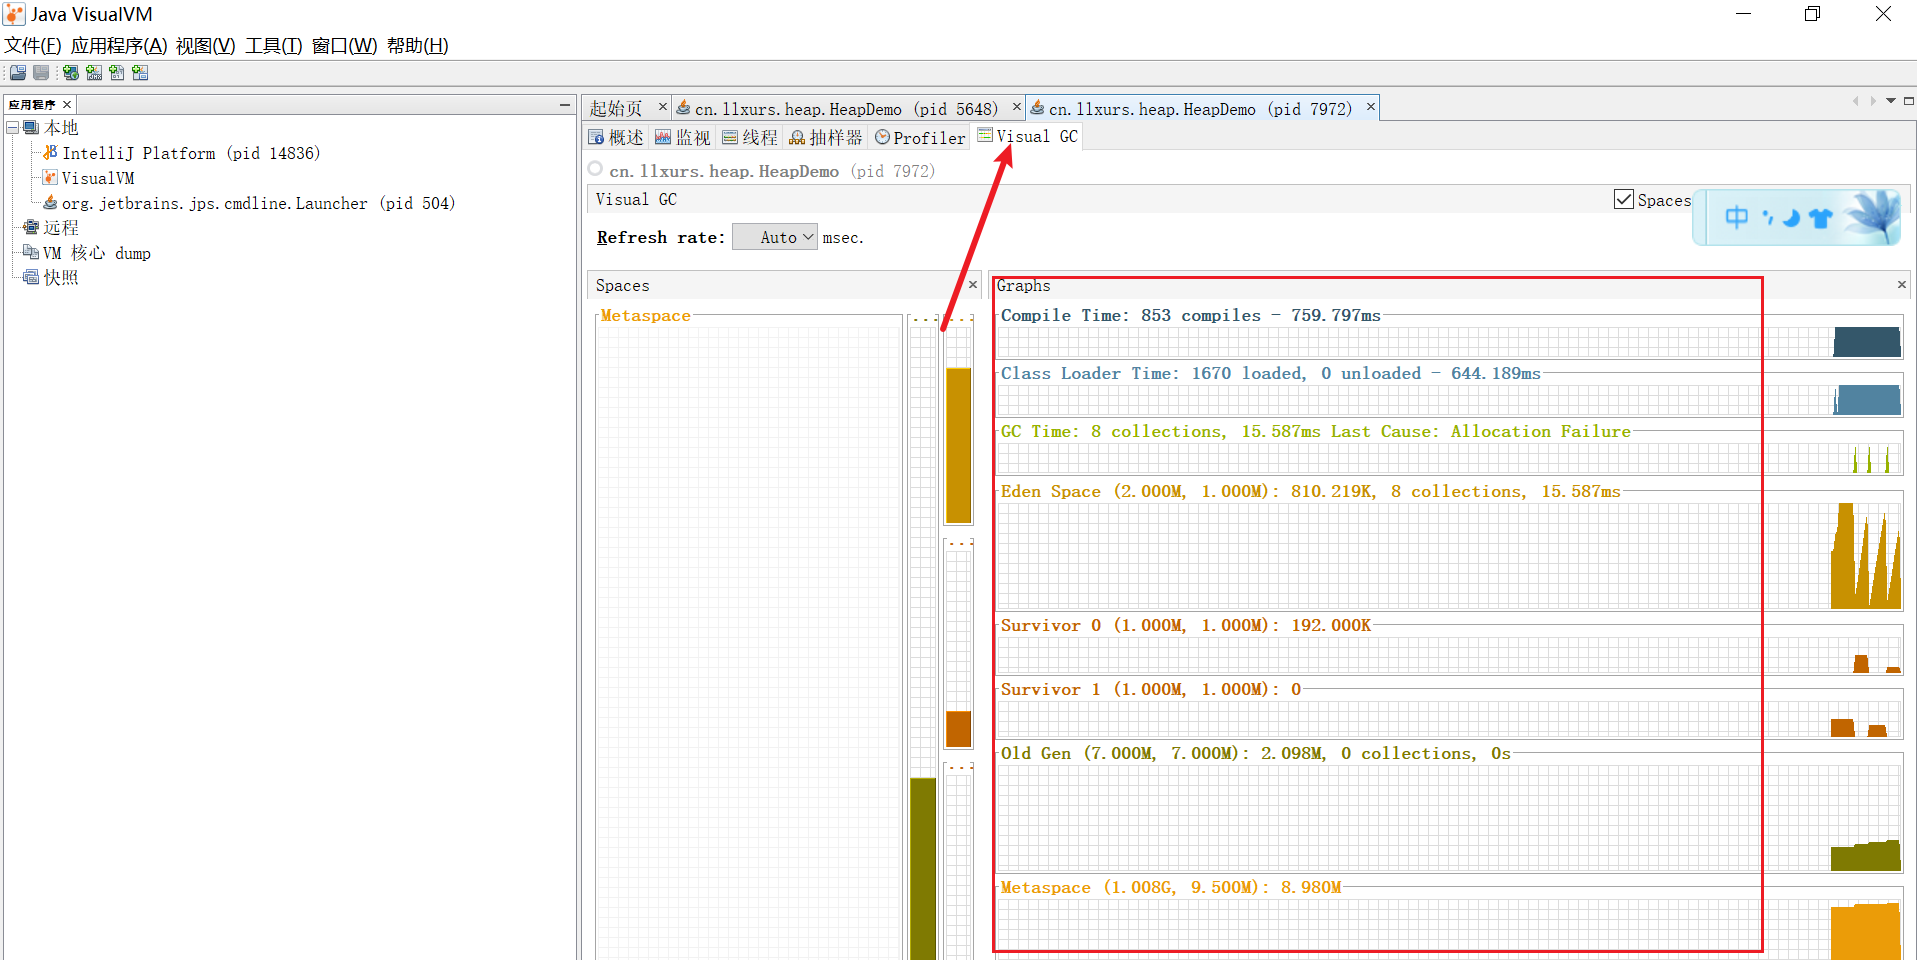 Java VisualVM
文件(F) 应用程序(A) 视图(V) 工具(T) 窗口(W) 帮助(H)
应用程序
本地
IntelliJ Platform (pid 14836)
VisualVM
org.jetbrains.jps.cmdline.Launcher (pid 504)
远程
VM 核心 dump
快照
起始页 cn.llxurs.heap.HeapDemo (pid 5648) cn.llxurs.heap.HeapDemo (pid 7972)
概述 监视 线程 抽样器 Profiler Visual GC
cn.llxurs.heap.HeapDemo (pid 7972)
Visual GC
Spaces
中
Refresh rate: Auto msec.
Spaces
Graphs
Metaspace
...
...
...
...
Compile Time: 853 compiles - 759.797ms
Class Loader Time: 1670 loaded, 0 unloaded - 644.189ms
GC Time: 8 collections, 15.587ms Last Cause: Allocation Failure
Eden Space (2.000M, 1.000M): 810.219K, 8 collections, 15.587ms
Survivor 0 (1.000M, 1.000M): 192.000K
Survivor 1 (1.000M, 1.000M): 0
Old Gen (7.000M, 7.000M): 2.098M, 0 collections, 0s
Metaspace (1.008G, 9.500M): 8.980M